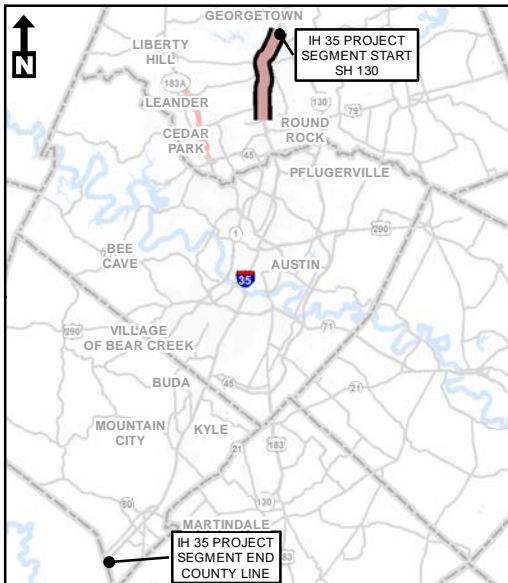 GEORGETOWN
IH 35 PROJECT
SEGMENT START
SH 130
N
LIBERTY
HILL
183A
LEANDER
130
79
CEDAR
PARK
ROUND
ROCK
45
PFLUGERVILLE
1
290
BEE
CAVE
AUSTIN
35
290
VILLAGE
OF BEAR CREEK
71
BUDA
45
21
MOUNTAIN
CITY
KYLE
21
183
80
130
MARTINDALE
IH 35 PROJECT
SEGMENT END
COUNTY LINE
183